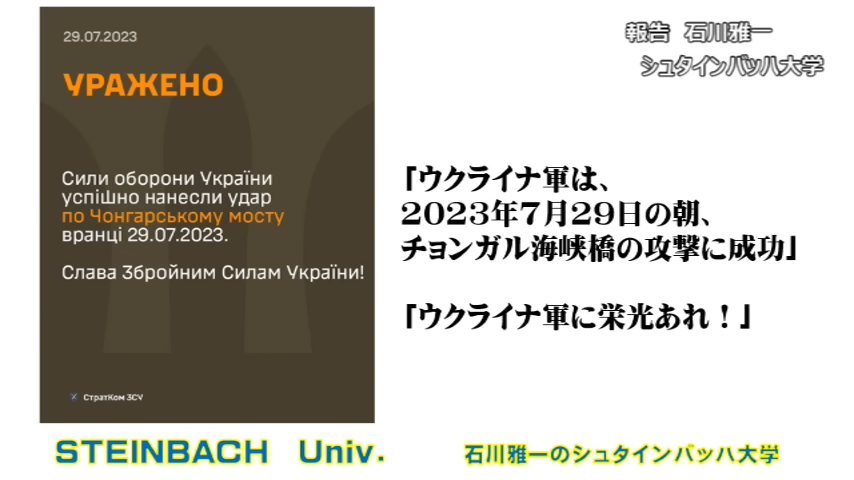 29.07.2023
УРАЖЕНО
Сили оборони України
успішно нанесли удар
по Чонгарському мосту
вранці 29.07.2023.
Слава Збройним Силам України!
СтратКом ЗСУ
報告 石川雅一
シュタインバッハ大学
「ウクライナ軍は、
2023年7月29日の朝、
チョンガル海峡橋の攻撃に成功」
「ウクライナ軍に栄光あれ！」
STEINBACH Univ.
石川雅一のシュタインバッハ大学